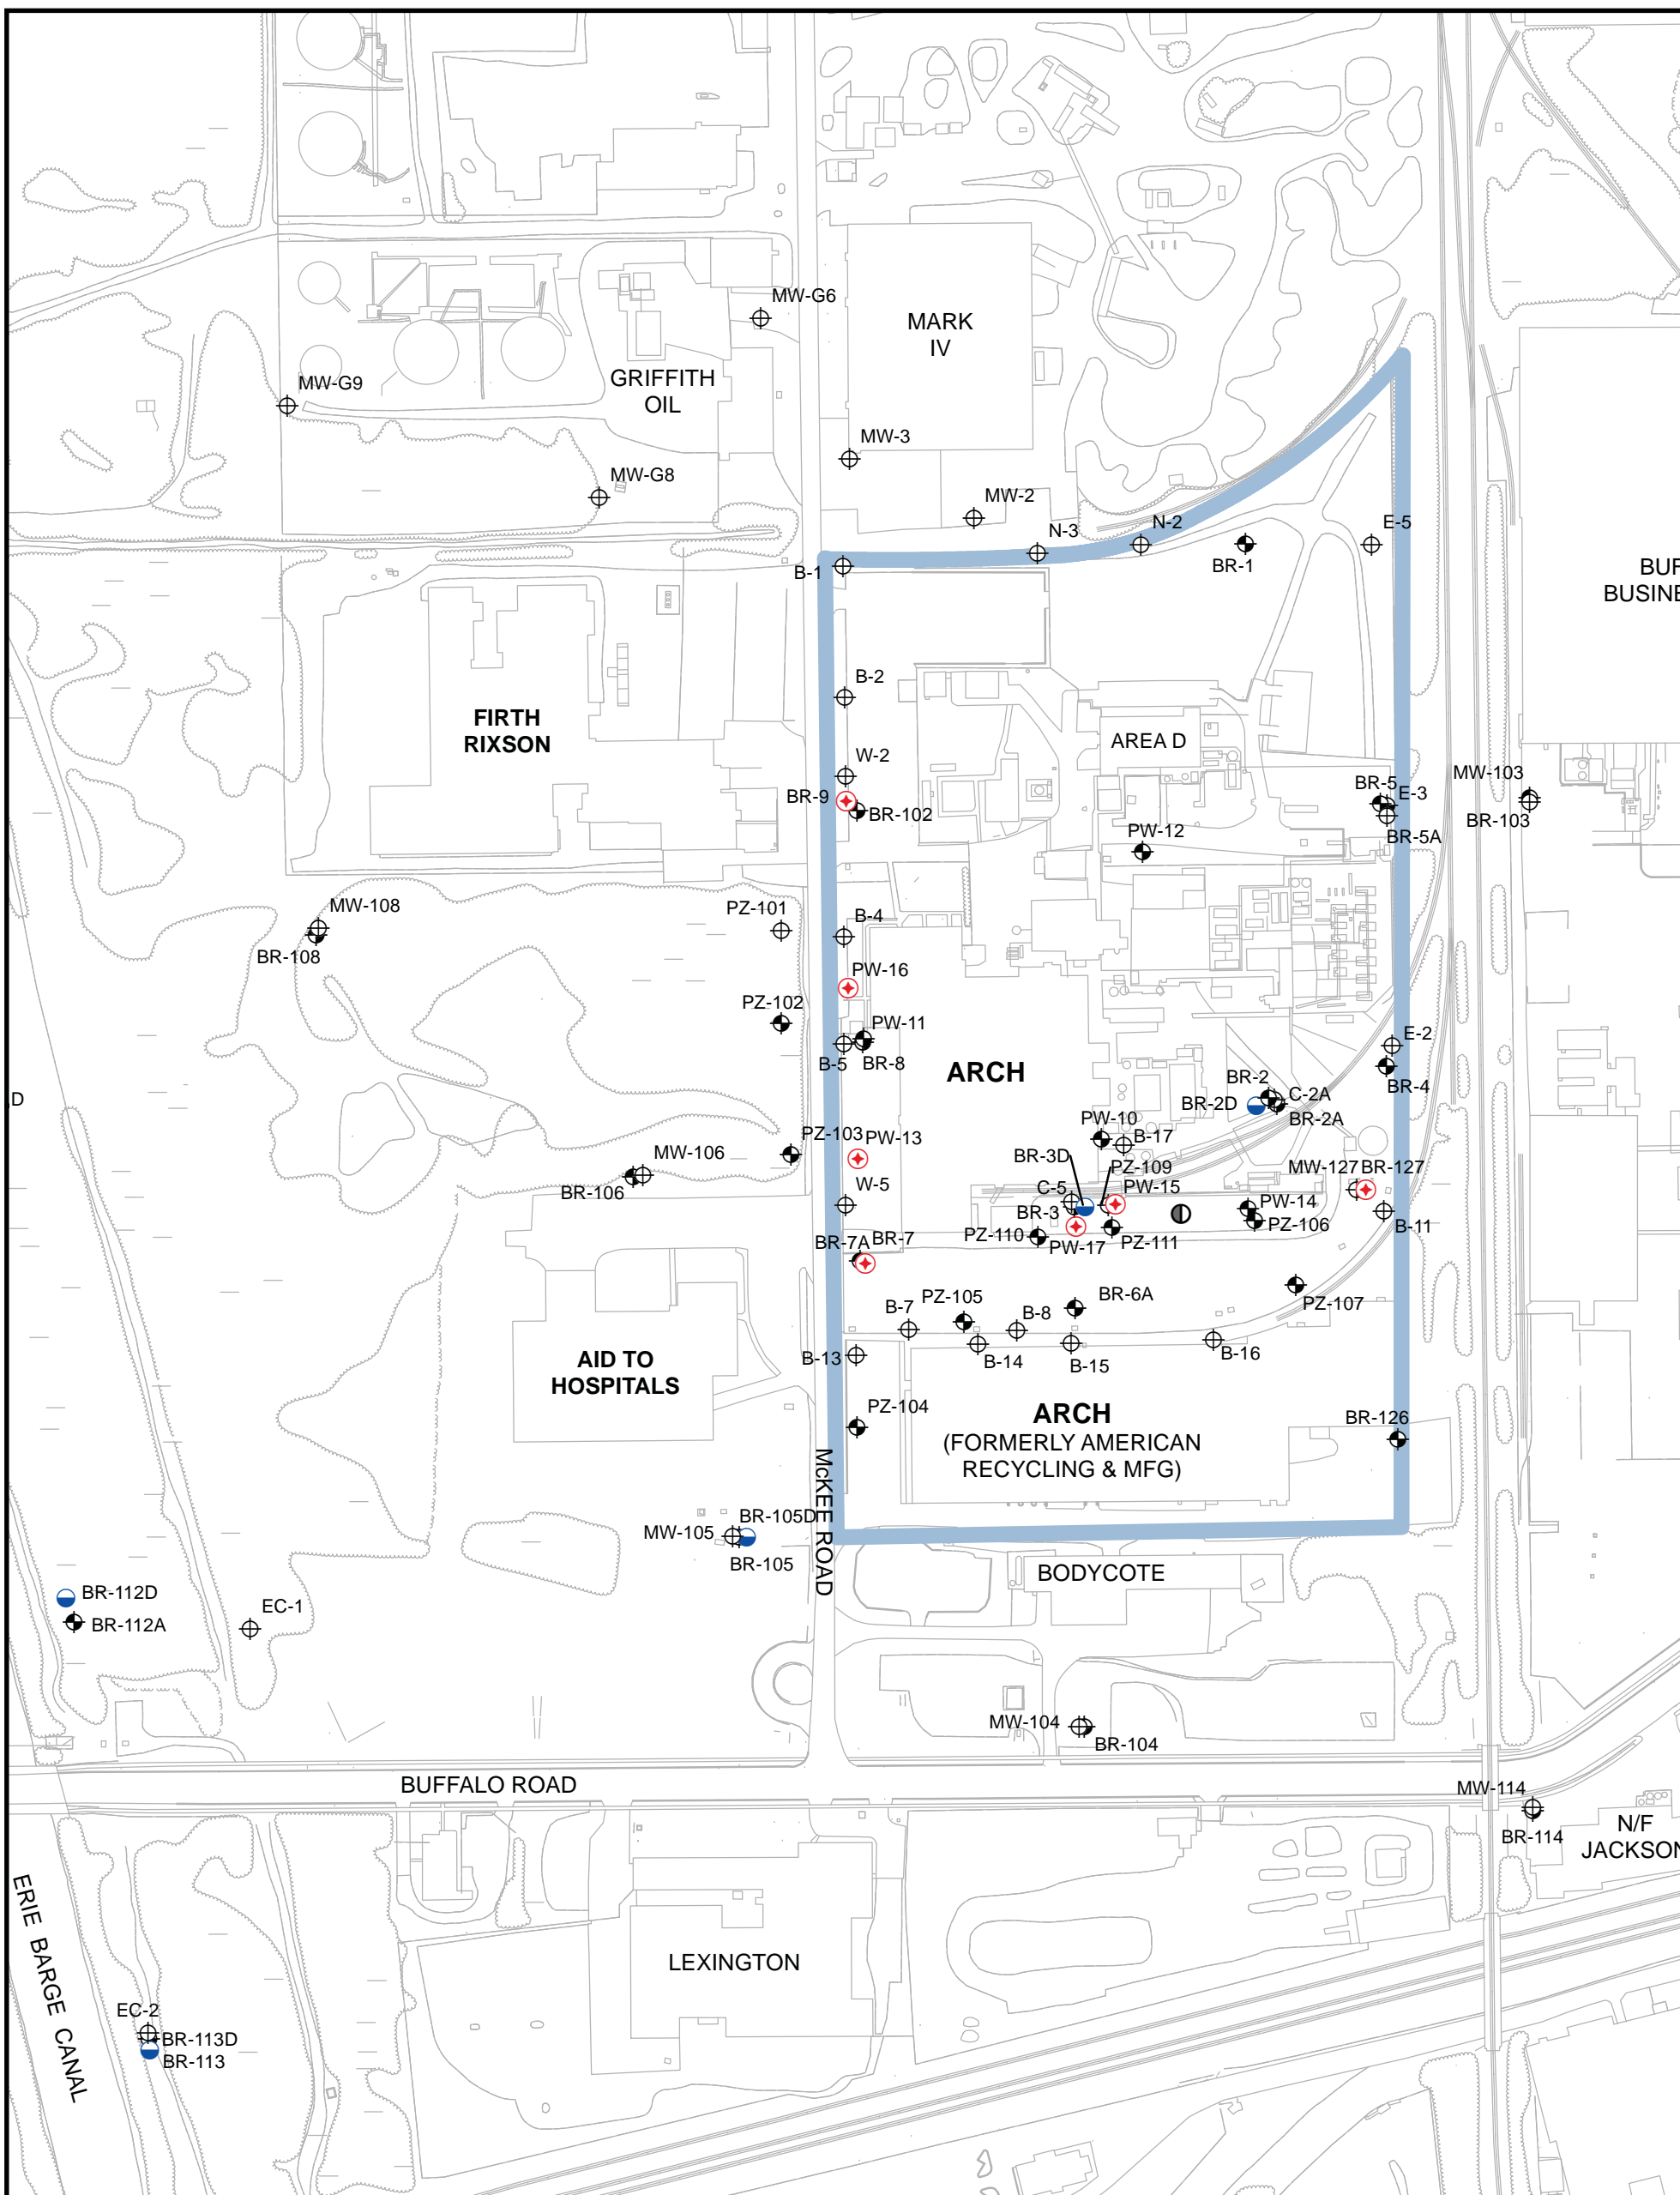 MW-G6
MARK
IV
GRIFFITH
OIL
MW-G9
MW-3
MW-G8
MW-2
N-3
N-2
E-5
BR-1
B-1
BUF
BUSINE
B-2
FIRTH
RIXSON
AREA D
W-2
BR-9
BR-102
BR-5
E-3
BR-5A
MW-103
BR-103
PW-12
MW-108
BR-108
PZ-101
B-4
PW-16
PZ-102
PW-11
B-5
BR-8
E-2
BR-4
ARCH
D
BR-2
C-2A
BR-2D
BR-2A
PW-10
B-17
PZ-103
PW-13
MW-106
BR-106
BR-3D
PZ-109
MW-127
BR-127
W-5
C-5
PW-15
BR-3
PW-14
PZ-106
B-11
PZ-110
PW-17
PZ-111
BR-7A
BR-7
PZ-107
BR-6A
PZ-105
B-7
B-8
B-13
B-14
B-15
B-16
AID TO
HOSPITALS
PZ-104
ARCH
(FORMERLY AMERICAN
RECYCLING & MFG)
BR-126
McKEE ROAD
BR-105D
MW-105
BR-105
BODYCOTE
BR-112D
BR-112A
EC-1
MW-104
BR-104
BUFFALO ROAD
MW-114
BR-114
N/F
JACKSON
ERIE BARGE CANAL
LEXINGTON
EC-2
BR-113D
BR-113